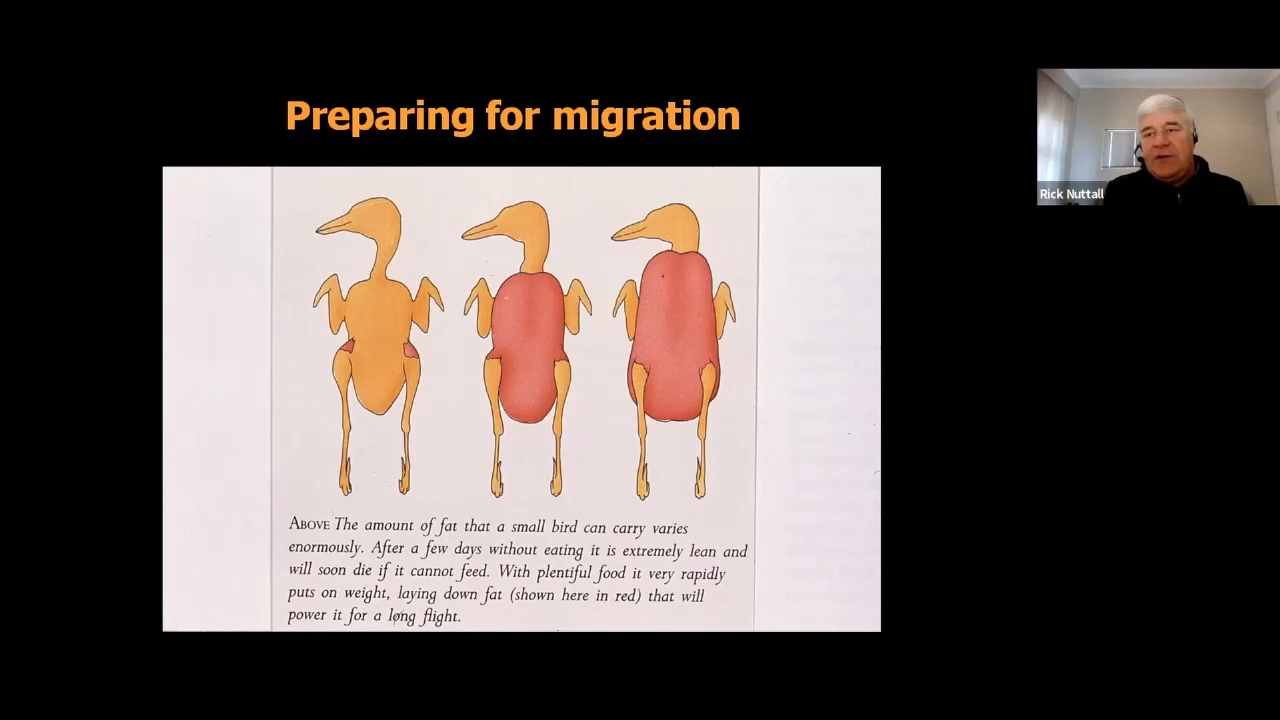 Preparing for migration
Rick Nuttall
ABOVE The amount of fat that a small bird can carry varies
enormously. After a few days without eating it is extremely lean and
will soon die if it cannot feed. With plentiful food it very rapidly
puts on weight, laying down fat (shown here in red) that will
power it for a long flight.